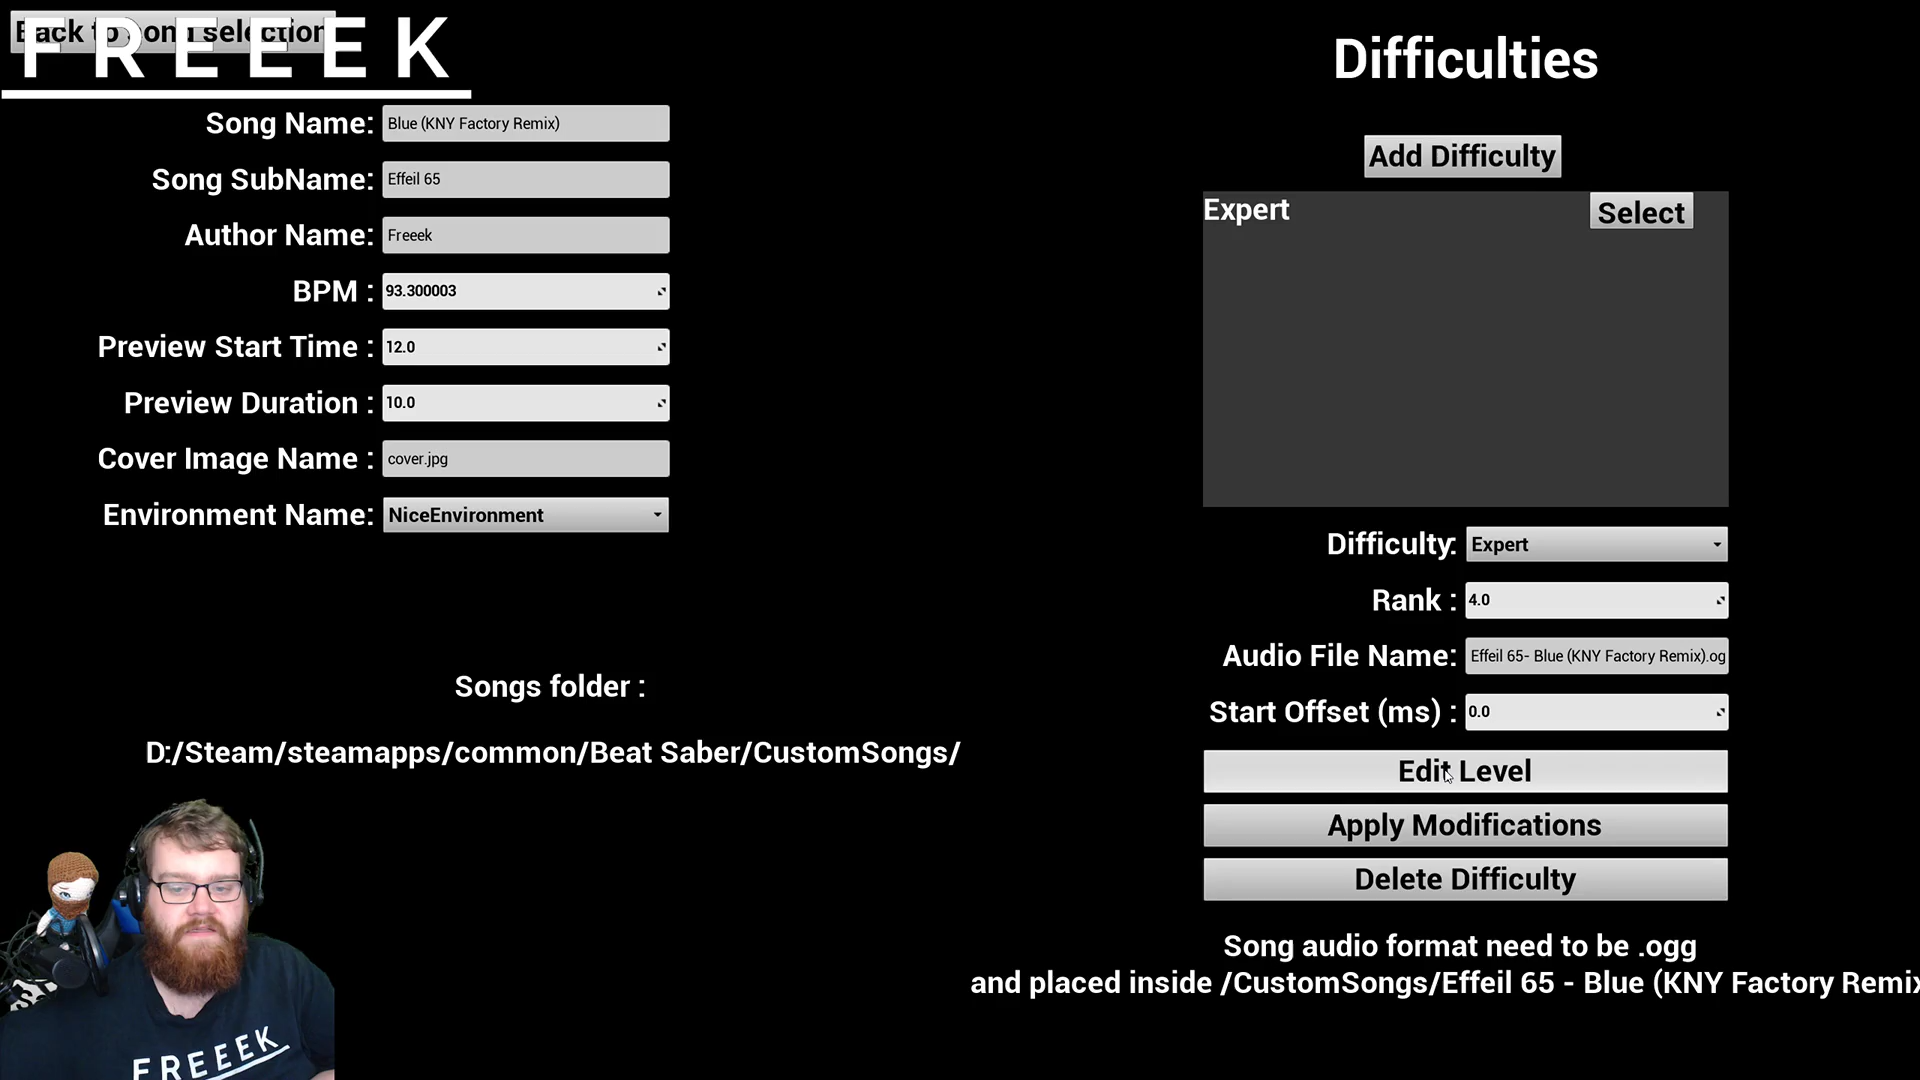 Back to song selection
FREEEK
Song Name: Blue (KNY Factory Remix)
Song SubName: Effeil 65
Author Name: Freeek
BPM : 93.300003
Preview Start Time : 12.0
Preview Duration : 10.0
Cover Image Name : cover.jpg
Environment Name: NiceEnvironment
Songs folder :
D:/Steam/steamapps/common/Beat Saber/CustomSongs/
Difficulties
Add Difficulty
Expert Select
Difficulty: Expert
Rank : 4.0
Audio File Name: Effeil 65- Blue (KNY Factory Remix).og
Start Offset (ms) : 0.0
Edit Level
Apply Modifications
Delete Difficulty
Song audio format need to be .ogg
and placed inside /CustomSongs/Effeil 65 - Blue (KNY Factory Remix
FREEEK